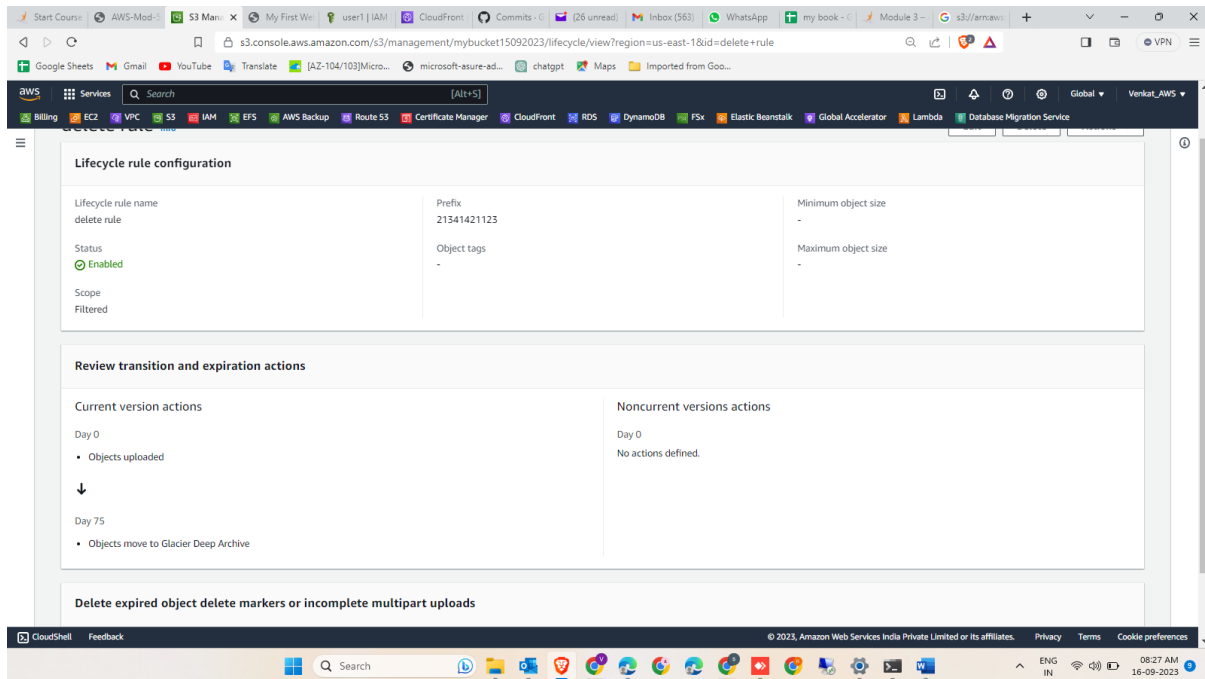 Start Course
AWS-Mod-3
S3 Mana
My First We
user1 | IAM
CloudFront
Commits · G
(26 unread)
Inbox (563)
WhatsApp
my book - G
Module 3 –
s3://arn:aws
s3.console.aws.amazon.com/s3/management/mybucket15092023/lifecycle/view?region=us-east-1&id=delete+rule
VPN
Google Sheets Gmail YouTube Translate [AZ-104/103]Micro... microsoft-asure-ad... chatgpt Maps Imported from Goo...
aws Services Search [Alt+S] Global Venkat_AWS
Billing EC2 VPC S3 IAM EFS AWS Backup Route 53 Certificate Manager CloudFront RDS DynamoDB FSx Elastic Beanstalk Global Accelerator Lambda Database Migration Service
delete rule Info
Lifecycle rule configuration
Lifecycle rule name
delete rule
Status
Enabled
Scope
Filtered
Prefix
21341421123
Object tags
-
Minimum object size
-
Maximum object size
-
Review transition and expiration actions
Current version actions
Day 0
• Objects uploaded
Day 75
• Objects move to Glacier Deep Archive
Noncurrent versions actions
Day 0
No actions defined.
Delete expired object delete markers or incomplete multipart uploads
CloudShell Feedback © 2023, Amazon Web Services India Private Limited or its affiliates. Privacy Terms Cookie preferences
Search
ENG
IN
08:27 AM
16-09-2023
9